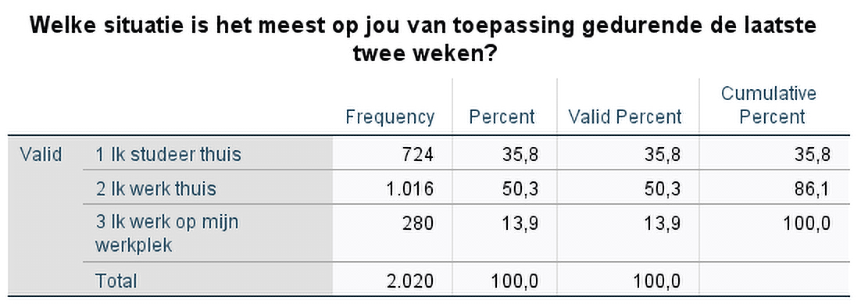 Welke situatie is het meest op jou van toepassing gedurende de laatste
twee weken?
Cumulative
Frequency Percent Valid Percent Percent
Valid 1 Ik studeer thuis 724 35,8 35,8 35,8
2 Ik werk thuis 1.016 50,3 50,3 86,1
3 Ik werk op mijn 280 13,9 13,9 100,0
werkplek
Total 2.020 100,0 100,0